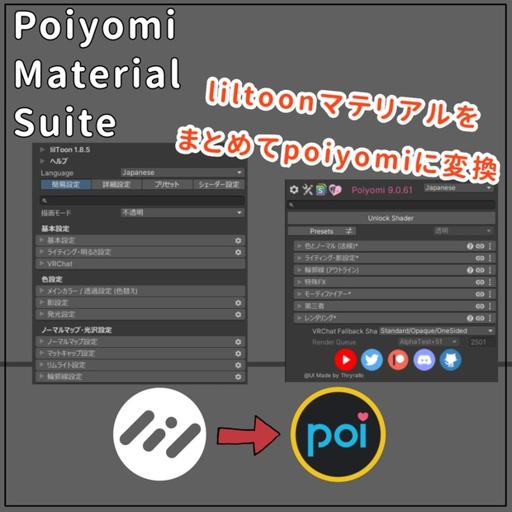 Poiyomi
Material
Suite
liltoonマテリアルを
まとめてpoiyomiに変換
lilToon 1.8.5
ヘルプ
Language Japanese
簡易設定 詳細設定 プリセット シェーダー設定
描画モード 不透明
基本設定
基本設定
ライティング・明るさ設定
VRChat
色設定
メインカラー / 透過設定 (色替え)
影設定
発光設定
ノーマルマップ・光沢設定
ノーマルマップ設定
マットキャップ設定
リムライト設定
輪郭線設定
Poiyomi 9.0.61 Japanese
Unlock Shader
Presets 透明
色とノーマル (法線)*
ライティング・影設定*
輪郭線 (アウトライン)
特殊FX
モーディファイアー*
第三者
レンダリング*
VRChat Fallback Sha Standard/Opaque/OneSided
Render Queue AlphaTest+51 2501
@UI Made by Thryrallo
lil
poi